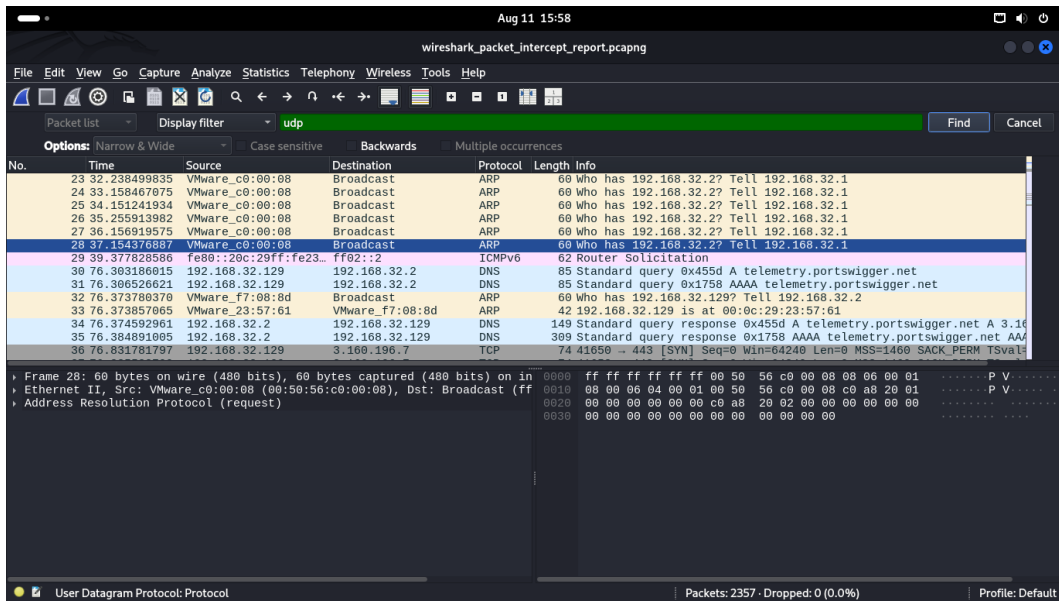 Aug 11 15:58
wireshark_packet_intercept_report.pcapng
File Edit View Go Capture Analyze Statistics Telephony Wireless Tools Help
Packet list Display filter udp Find Cancel
Options: Narrow & Wide Case sensitive Backwards Multiple occurrences
No. Time Source Destination Protocol Length Info
23 32.238499835 VMware_c0:00:08 Broadcast ARP 60 Who has 192.168.32.2? Tell 192.168.32.1
24 33.158467075 VMware_c0:00:08 Broadcast ARP 60 Who has 192.168.32.2? Tell 192.168.32.1
25 34.151241934 VMware_c0:00:08 Broadcast ARP 60 Who has 192.168.32.2? Tell 192.168.32.1
26 35.255913982 VMware_c0:00:08 Broadcast ARP 60 Who has 192.168.32.2? Tell 192.168.32.1
27 36.156919575 VMware_c0:00:08 Broadcast ARP 60 Who has 192.168.32.2? Tell 192.168.32.1
28 37.154376887 VMware_c0:00:08 Broadcast ARP 60 Who has 192.168.32.2? Tell 192.168.32.1
29 39.377828586 fe80::20c:29ff:fe23… ff02::2 ICMPv6 62 Router Solicitation
30 76.303186015 192.168.32.129 192.168.32.2 DNS 85 Standard query 0x455d A telemetry.portswigger.net
31 76.306526621 192.168.32.129 192.168.32.2 DNS 85 Standard query 0x1758 AAAA telemetry.portswigger.net
32 76.373780370 VMware_f7:08:8d Broadcast ARP 60 Who has 192.168.32.129? Tell 192.168.32.2
33 76.373857065 VMware_23:57:61 VMware_f7:08:8d ARP 42 192.168.32.129 is at 00:0c:29:23:57:61
34 76.374592961 192.168.32.2 192.168.32.129 DNS 149 Standard query response 0x455d A telemetry.portswigger.net A 3.16
35 76.384891005 192.168.32.2 192.168.32.129 DNS 309 Standard query response 0x1758 AAAA telemetry.portswigger.net AAA
36 76.831781797 192.168.32.129 3.160.196.7 TCP 74 41650 → 443 [SYN] Seq=0 Win=64240 Len=0 MSS=1460 SACK_PERM TSval=
Frame 28: 60 bytes on wire (480 bits), 60 bytes captured (480 bits) on in
Ethernet II, Src: VMware_c0:00:08 (00:50:56:c0:00:08), Dst: Broadcast (ff
Address Resolution Protocol (request)
0000 ff ff ff ff ff ff 00 50 56 c0 00 08 08 06 00 01 ·······P V·······
0010 08 00 06 04 00 01 00 50 56 c0 00 08 c0 a8 20 01 ·······P V····· ·
0020 00 00 00 00 00 00 c0 a8 20 02 00 00 00 00 00 00 ········ ·······
0030 00 00 00 00 00 00 00 00 00 00 00 00 ········ ····
User Datagram Protocol: Protocol Packets: 2357 · Dropped: 0 (0.0%) Profile: Default